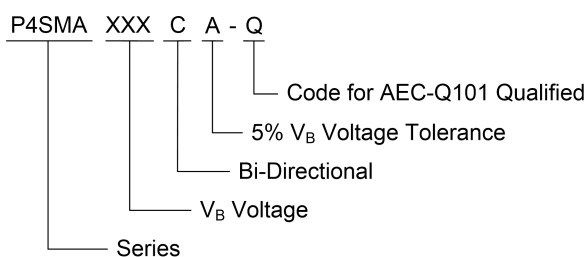 P4SMA XXX C A - Q
Code for AEC-Q101 Qualified
5% VB Voltage Tolerance
Bi-Directional
VB Voltage
Series